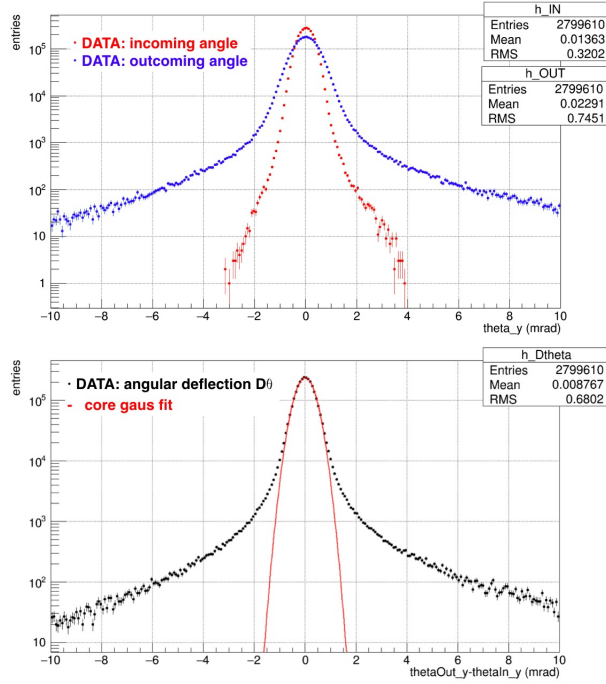 entries
10⁵
10⁴
10³
10²
10
1
· DATA: incoming angle
· DATA: outcoming angle
h_IN
Entries 2799610
Mean 0.01363
RMS 0.3202
h_OUT
Entries 2799610
Mean 0.02291
RMS 0.7451
−10 −8 −6 −4 −2 0 2 4 6 8 10
theta_y (mrad)
entries
10⁵
10⁴
10³
10²
10
· DATA: angular deflection Dθ
– core gaus fit
h_Dtheta
Entries 2799610
Mean 0.008767
RMS 0.6802
−10 −8 −6 −4 −2 0 2 4 6 8 10
thetaOut_y-thetaIn_y (mrad)